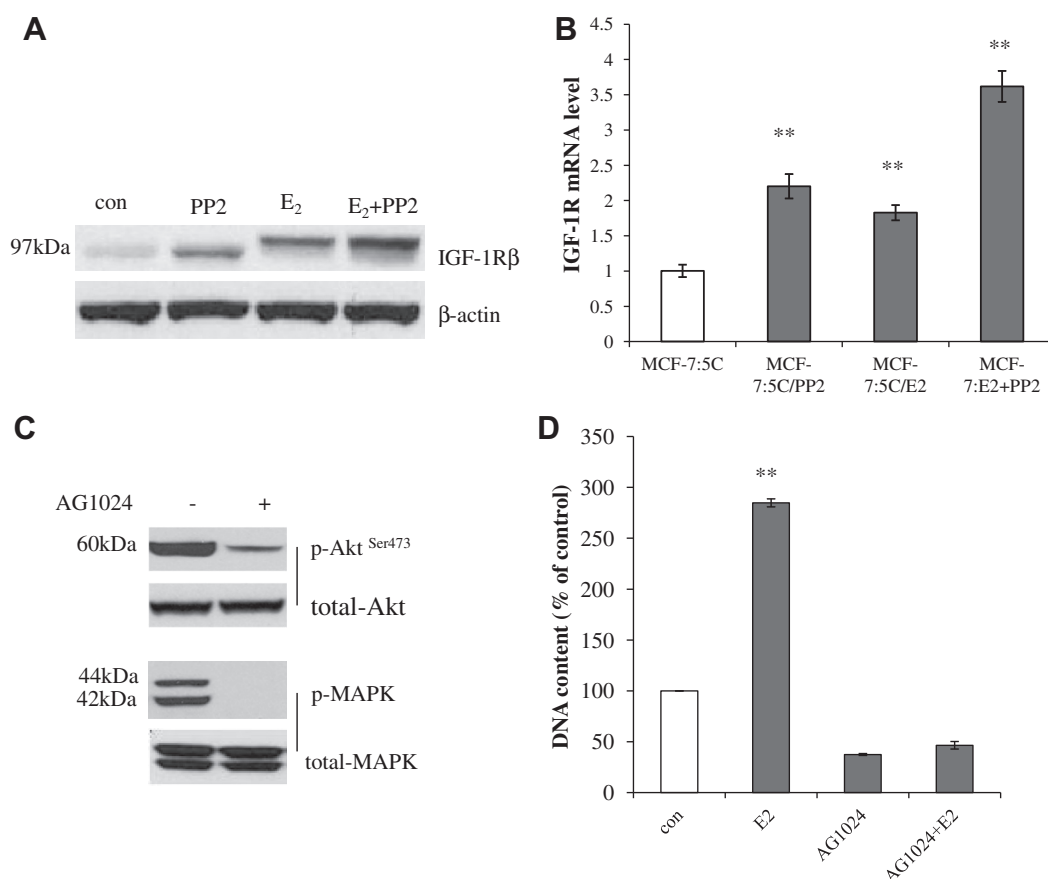 A
con PP2 E2 E2+PP2
97kDa
IGF-1Rβ
β-actin
B
IGF-1R mRNA level
4.5
4
3.5
3
2.5
2
1.5
1
0.5
0
**
**
**
MCF-7:5C
MCF-
7:5C/PP2
MCF-
7:5C/E2
MCF-
7:E2+PP2
C
AG1024 - +
60kDa
p-Akt Ser473
total-Akt
44kDa
42kDa
p-MAPK
total-MAPK
D
DNA content (% of control)
350
300
250
200
150
100
50
0
**
con
E2
AG1024
AG1024+E2